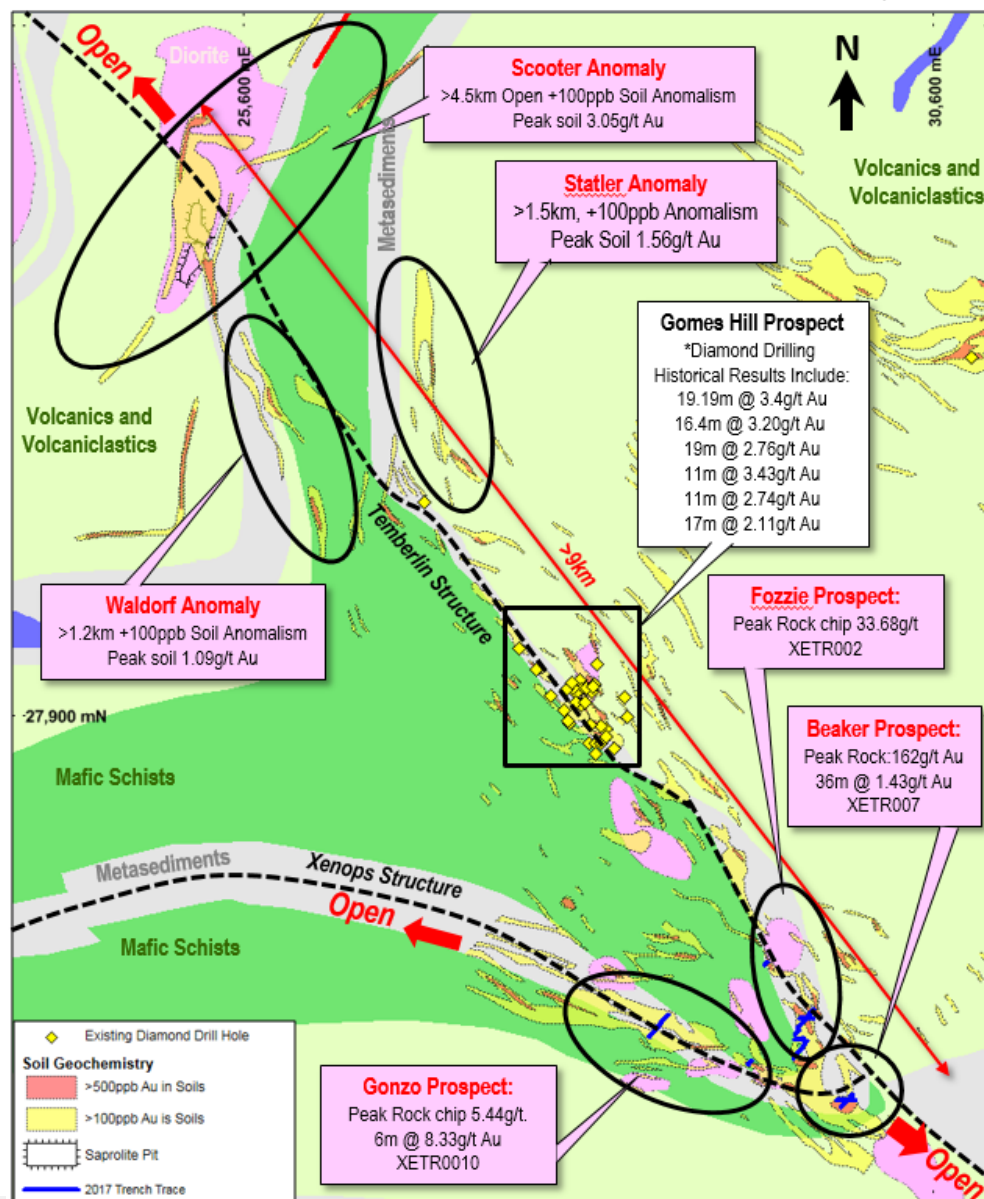 Open
Diorite
25,600 mE
Scooter Anomaly
>4.5km Open +100ppb Soil Anomalism
Peak soil 3.05g/t Au
N
30,600 mE
Metasediments
Statler Anomaly
>1.5km, +100ppb Anomalism
Peak Soil 1.56g/t Au
Volcanics and
Volcaniclastics
Gomes Hill Prospect
*Diamond Drilling
Historical Results Include:
19.19m @ 3.4g/t Au
16.4m @ 3.20g/t Au
19m @ 2.76g/t Au
11m @ 3.43g/t Au
11m @ 2.74g/t Au
17m @ 2.11g/t Au
Volcanics and
Volcaniclastics
Temberlin Structure
>9km
Waldorf Anomaly
>1.2km +100ppb Soil Anomalism
Peak soil 1.09g/t Au
Fozzie Prospect:
Peak Rock chip 33.68g/t
XETR002
27,900 mN
Beaker Prospect:
Peak Rock:162g/t Au
36m @ 1.43g/t Au
XETR007
Mafic Schists
Metasediments
Xenops Structure
Open
Mafic Schists
Existing Diamond Drill Hole
Soil Geochemistry
>500ppb Au in Soils
>100ppb Au is Soils
Saprolite Pit
2017 Trench Trace
Gonzo Prospect:
Peak Rock chip 5.44g/t.
6m @ 8.33g/t Au
XETR0010
Open